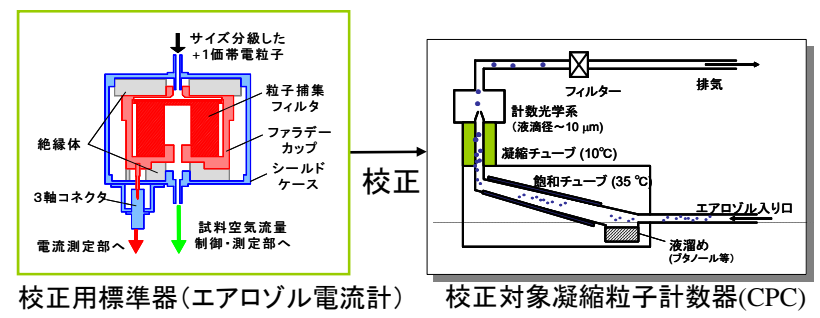 サイズ分級した
+1価帯電粒子
粒子捕集
フィルタ
ファラデー
カップ
シールド
ケース
絶縁体
3軸コネクタ
電流測定部へ
試料空気流量
制御・測定部へ
校正用標準器(エアロゾル電流計)
校正
フィルター
排気
計数光学系
(液滴径～10 μm)
凝縮チューブ (10℃)
飽和チューブ (35 ℃)
エアロゾル入り口
液溜め
(ブタノール等)
校正対象凝縮粒子計数器(CPC)